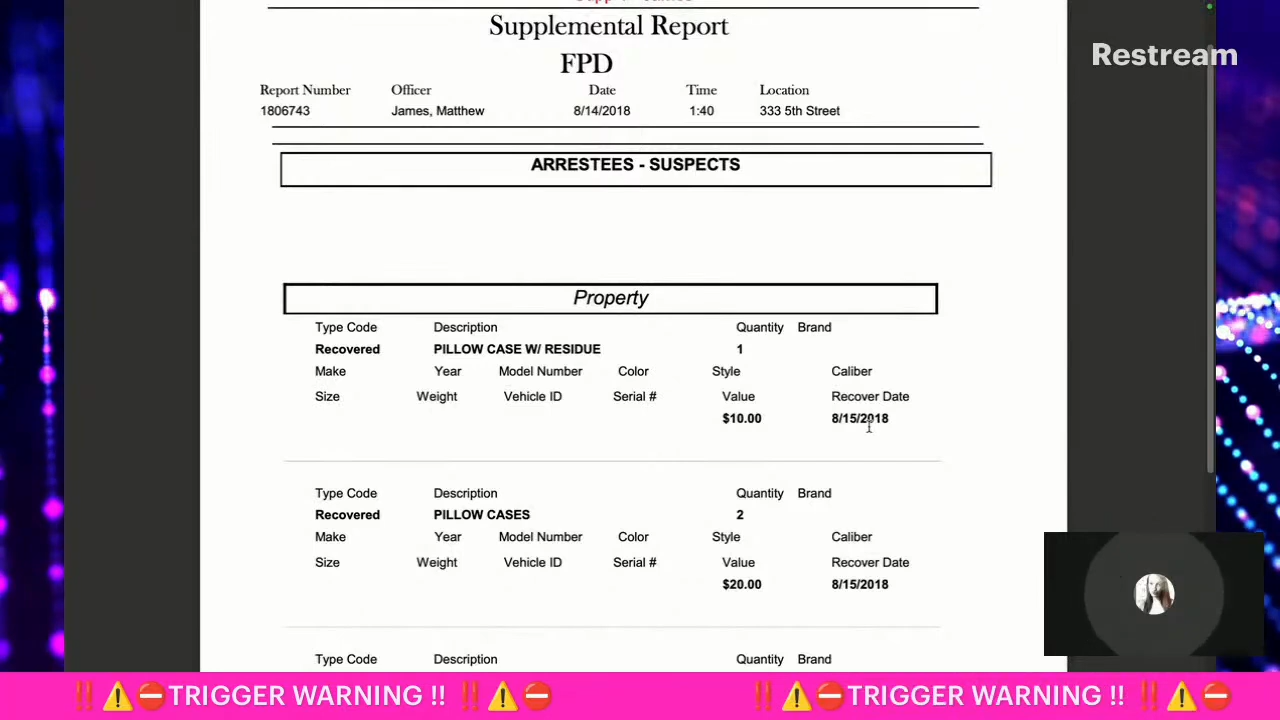 Restream
Supplemental Report
FPD
Report Number Officer Date Time Location
1806743 James, Matthew 8/14/2018 1:40 333 5th Street
ARRESTEES - SUSPECTS
Property
Type Code Description Quantity Brand
Recovered PILLOW CASE W/ RESIDUE 1
Make Year Model Number Color Style Caliber
Size Weight Vehicle ID Serial # Value Recover Date
$10.00 8/15/2018
Type Code Description Quantity Brand
Recovered PILLOW CASES 2
Make Year Model Number Color Style Caliber
Size Weight Vehicle ID Serial # Value Recover Date
$20.00 8/15/2018
Type Code Description Quantity Brand
‼️⚠️⛔TRIGGER WARNING !! ‼️⚠️⛔ ‼️⚠️⛔TRIGGER WARNING !! ‼️⚠️⛔